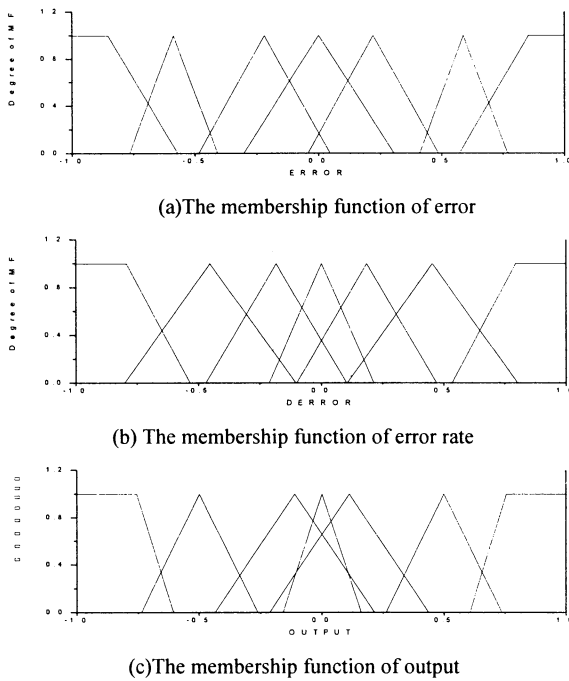 Degree of MF
1.2
0.8
0.4
0.0
-1.0 -0.5 0.0 0.5 1.0
ERROR
(a)The membership function of error
Degree of MF
1.2
0.8
0.4
0.0
-1.0 -0.5 0.0 0.5 1.0
DERROR
(b) The membership function of error rate
1.2
0.8
0.4
0.0
-1.0 -0.5 0.0 0.5 1.0
OUTPUT
(c)The membership function of output